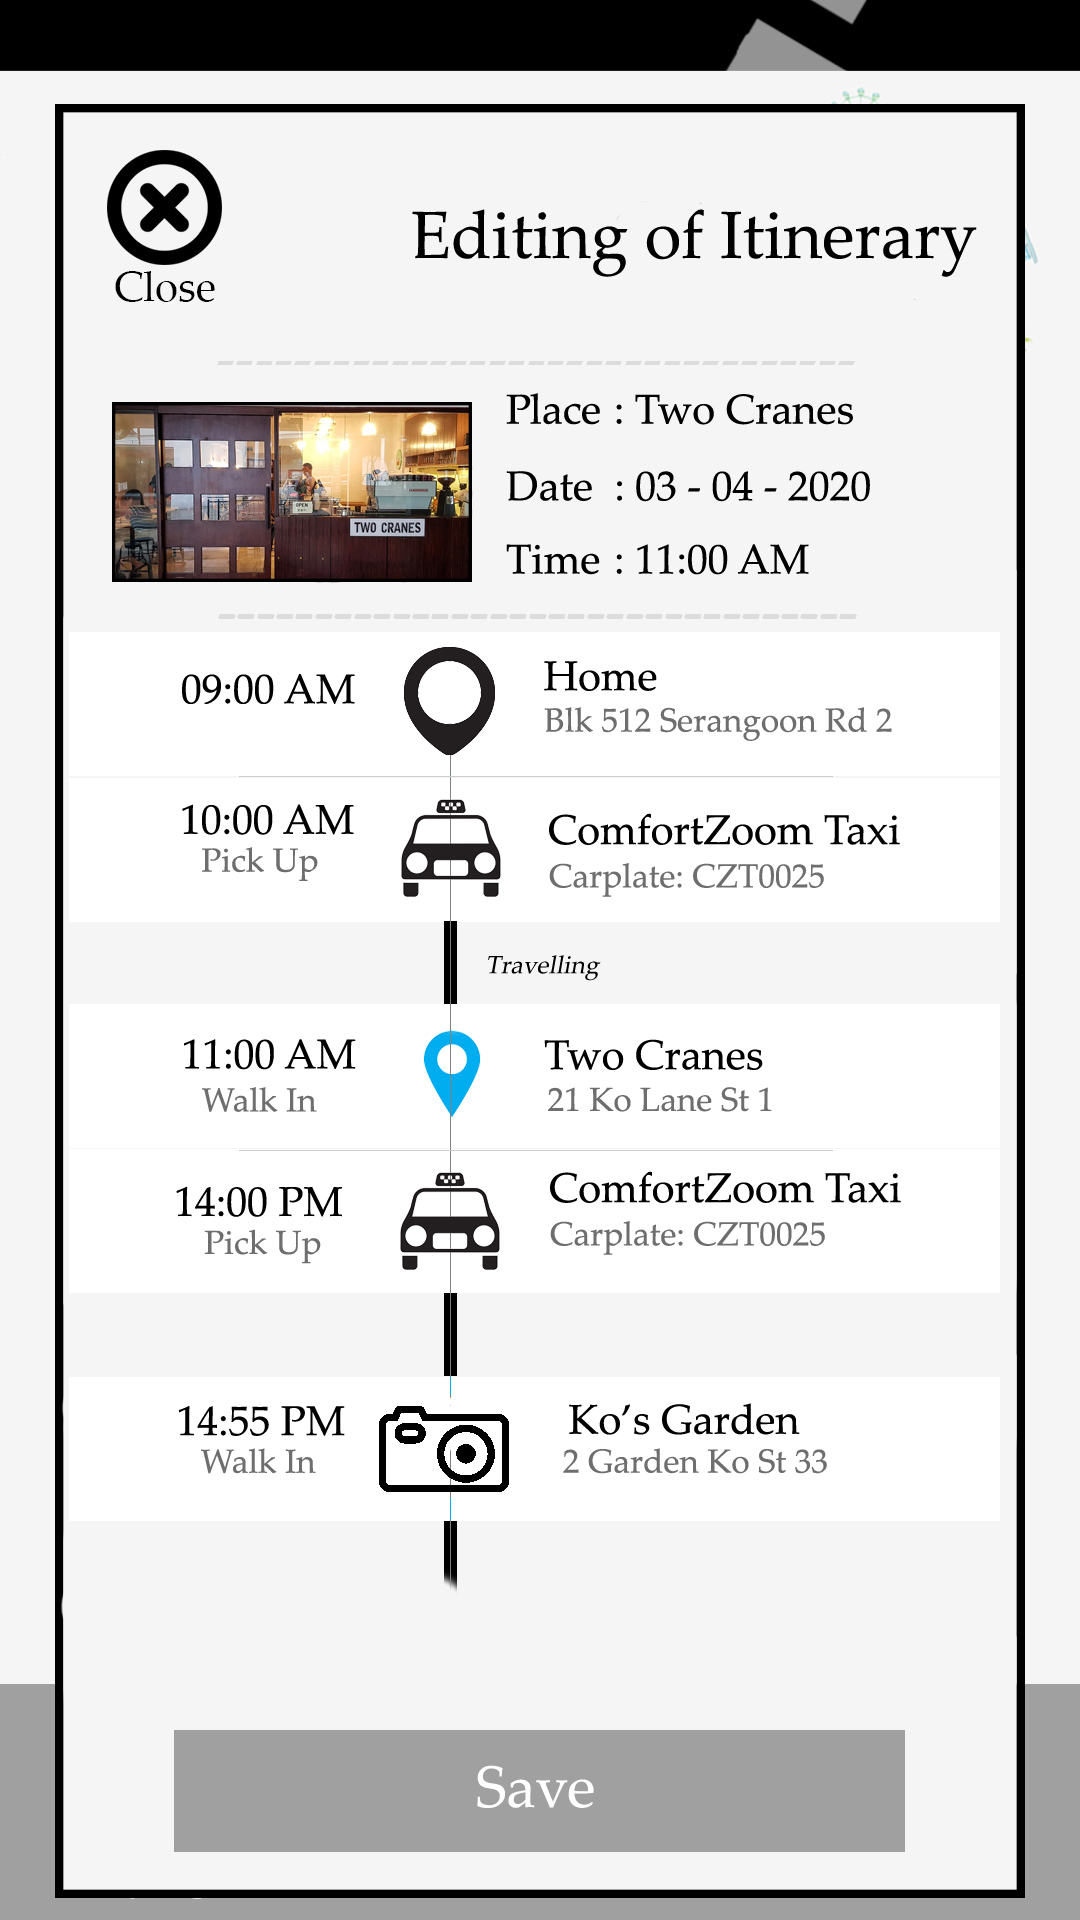 Close
Editing of Itinerary
Place : Two Cranes
Date : 03 - 04 - 2020
Time : 11:00 AM
OPEN
TWO CRANES
09:00 AM
Home
Blk 512 Serangoon Rd 2
10:00 AM
Pick Up
ComfortZoom Taxi
Carplate: CZT0025
Travelling
11:00 AM
Walk In
Two Cranes
21 Ko Lane St 1
14:00 PM
Pick Up
ComfortZoom Taxi
Carplate: CZT0025
14:55 PM
Walk In
Ko’s Garden
2 Garden Ko St 33
Save